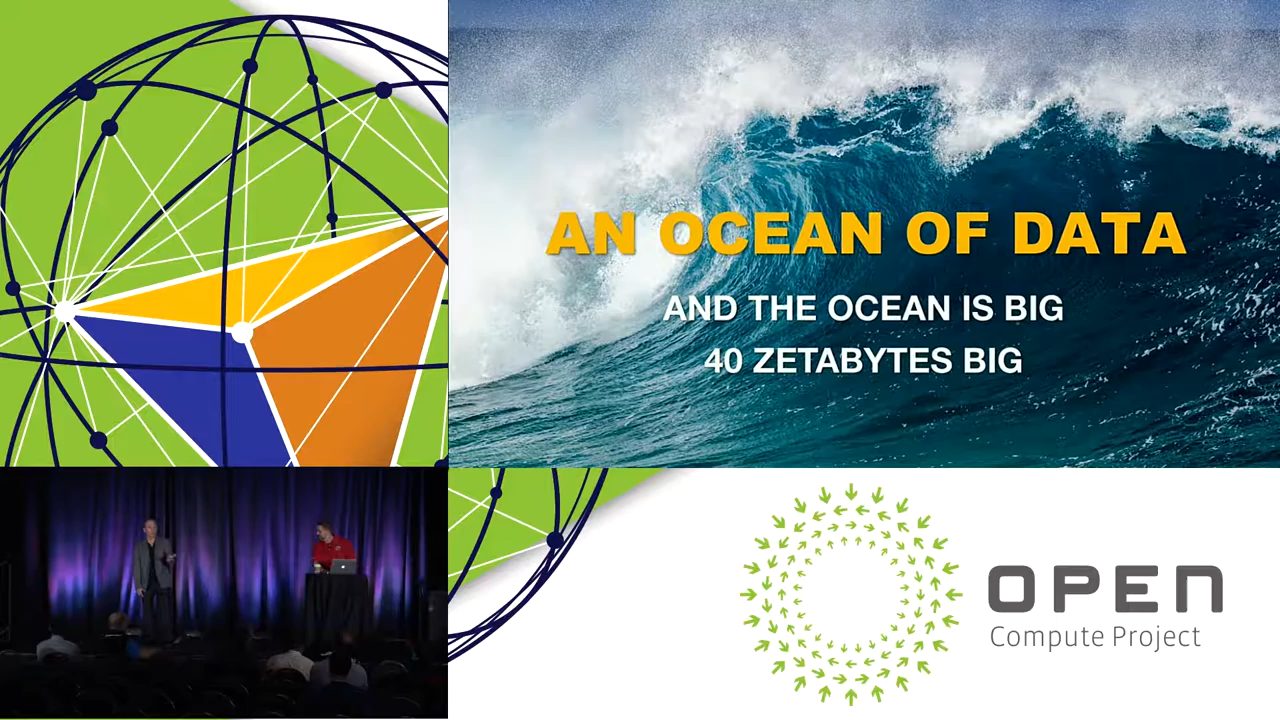 AN OCEAN OF DATA
AND THE OCEAN IS BIG
40 ZETABYTES BIG
OPEN
Compute Project